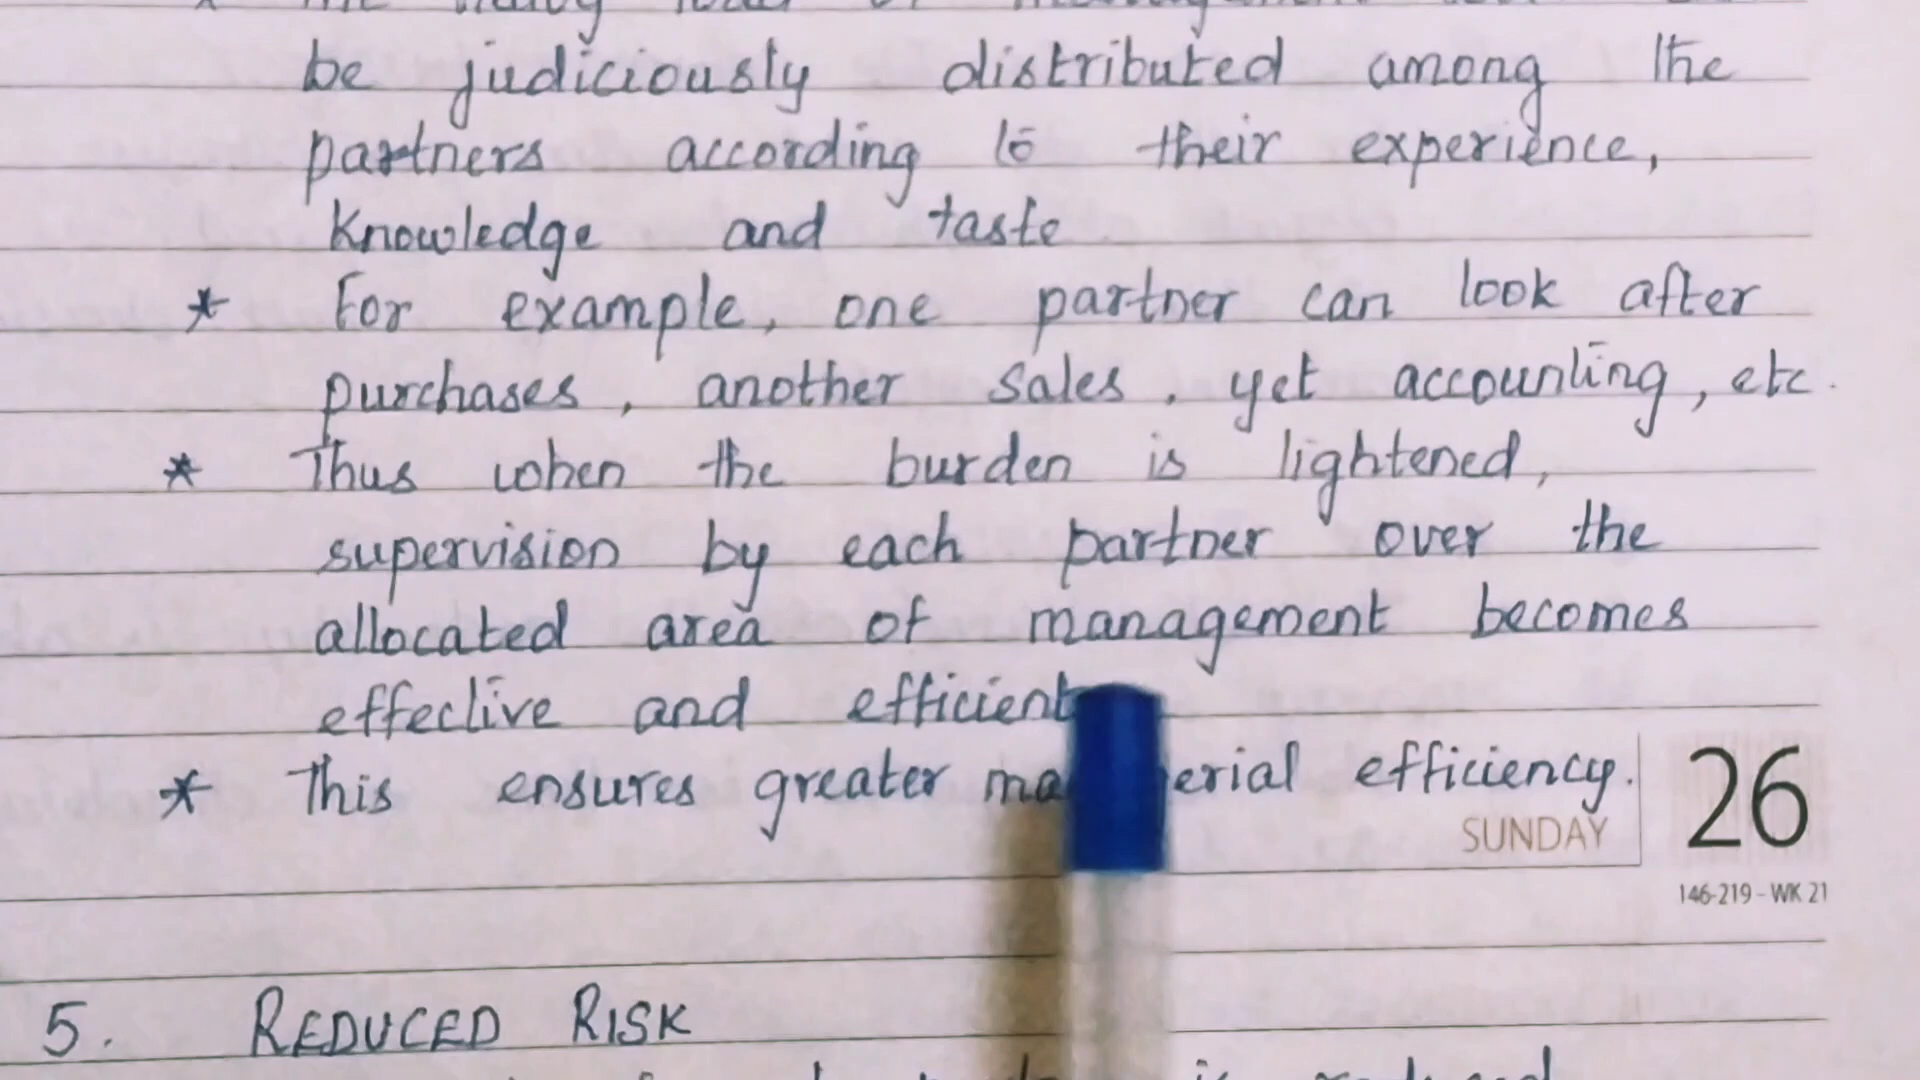 be judiciously distributed among the
partners according to their experience,
Knowledge and taste
* For example, one partner can look after
purchases, another sales, yet accounting, etc.
* Thus when the burden is lightened,
supervision by each partner over the
allocated area of management becomes
effective and efficient
* This ensures greater ma erial efficiency.
SUNDAY 26
146-219 - WK 21
5. REDUCED RISK